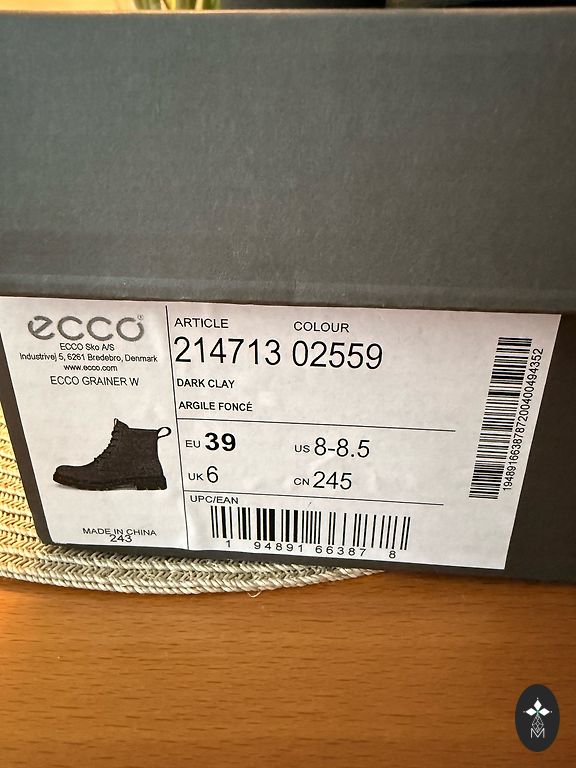 ecco®
ECCO Sko A/S
Industrivej 5, 6261 Bredebro, Denmark
www.ecco.com
ECCO GRAINER W
MADE IN CHINA
243
ARTICLE COLOUR
214713 02559
DARK CLAY
ARGILE FONCÉ
EU 39 US 8-8.5
UK 6 CN 245
UPC/EAN
1 94891 66387 8
1948916638787200400494352
M